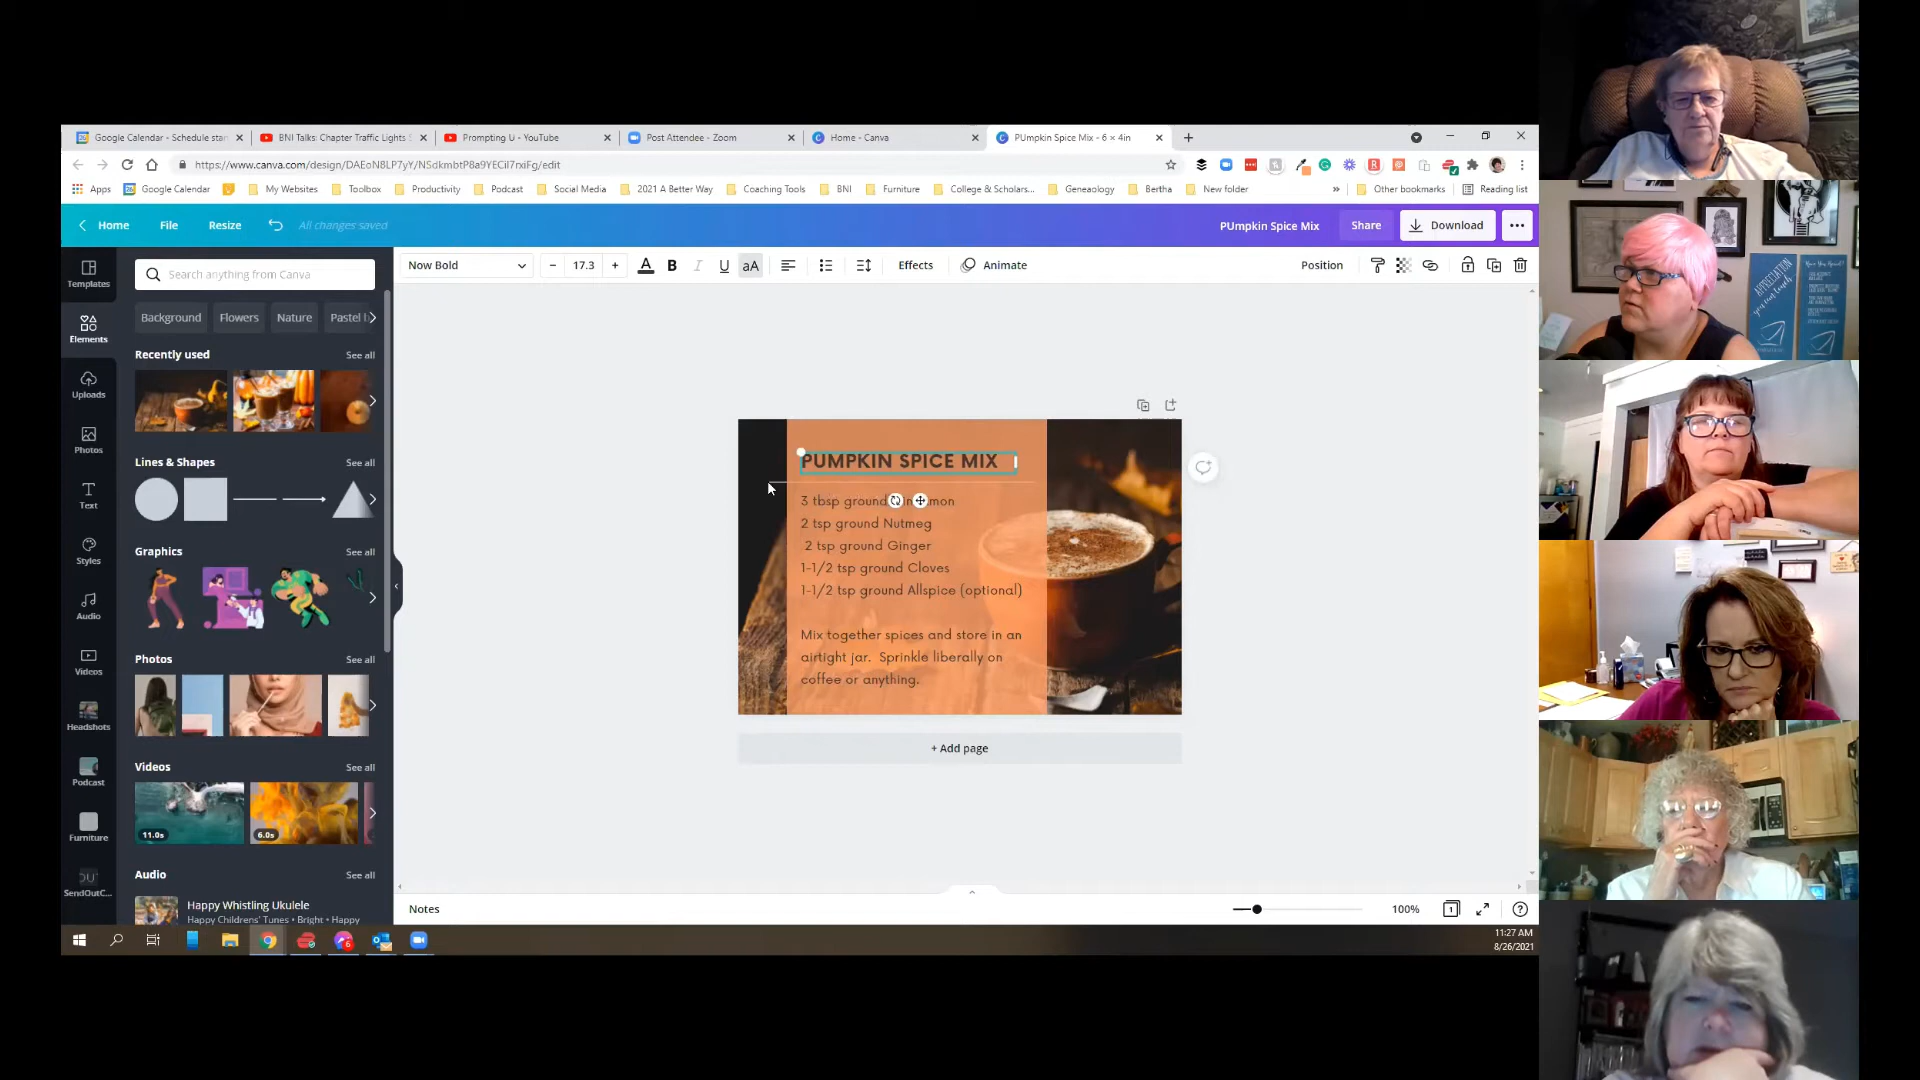 Google Calendar - Schedule star
BNI Talks: Chapter Traffic Lights S
Prompting U - YouTube
Post Attendee - Zoom
Home - Canva
PUmpkin Spice Mix - 6 × 4in
https://www.canva.com/design/DAEoN8LP7yY/NSdkmbtP8a9YECiI7rxiFg/edit
Apps
Google Calendar
My Websites
Toolbox
Productivity
Podcast
Social Media
2021 A Better Way
Coaching Tools
BNI
Furniture
College & Scholars...
Geneaology
Bertha
New folder
Other bookmarks
Reading list
Home
File
Resize
All changes saved
PUmpkin Spice Mix
Share
Download
Templates
Elements
Uploads
Photos
Text
Styles
Audio
Videos
Headshots
Podcast
Furniture
SendOutC...
Search anything from Canva
Background
Flowers
Nature
Pastel
Recently used
See all
Lines & Shapes
See all
Graphics
See all
Photos
See all
Videos
See all
11.0s
6.0s
Audio
See all
Happy Whistling Ukulele
Happy Childrens' Tunes • Bright • Happy
Now Bold
17.3
A
B
I
U
aA
Effects
Animate
Position
PUMPKIN SPICE MIX
3 tbsp ground Cinnamon
2 tsp ground Nutmeg
2 tsp ground Ginger
1-1/2 tsp ground Cloves
1-1/2 tsp ground Allspice (optional)
Mix together spices and store in an
airtight jar. Sprinkle liberally on
coffee or anything.
+ Add page
Notes
100%
1
11:27 AM
8/26/2021
APPRECIATION